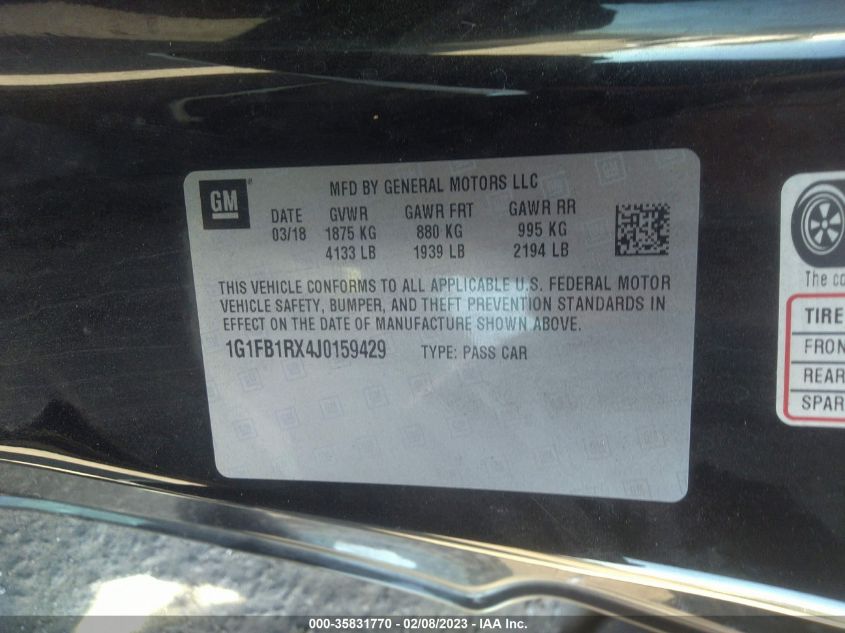 GM
MFD BY GENERAL MOTORS LLC
DATE GVWR GAWR FRT GAWR RR
03/18 1875 KG 880 KG 995 KG
4133 LB 1939 LB 2194 LB
THIS VEHICLE CONFORMS TO ALL APPLICABLE U.S. FEDERAL MOTOR
VEHICLE SAFETY, BUMPER, AND THEFT PREVENTION STANDARDS IN
EFFECT ON THE DATE OF MANUFACTURE SHOWN ABOVE.
1G1FB1RX4J0159429 TYPE: PASS CAR
The co
TIRE
FRON
REAR
SPAR
000-35831770 - 02/08/2023 - IAA Inc.